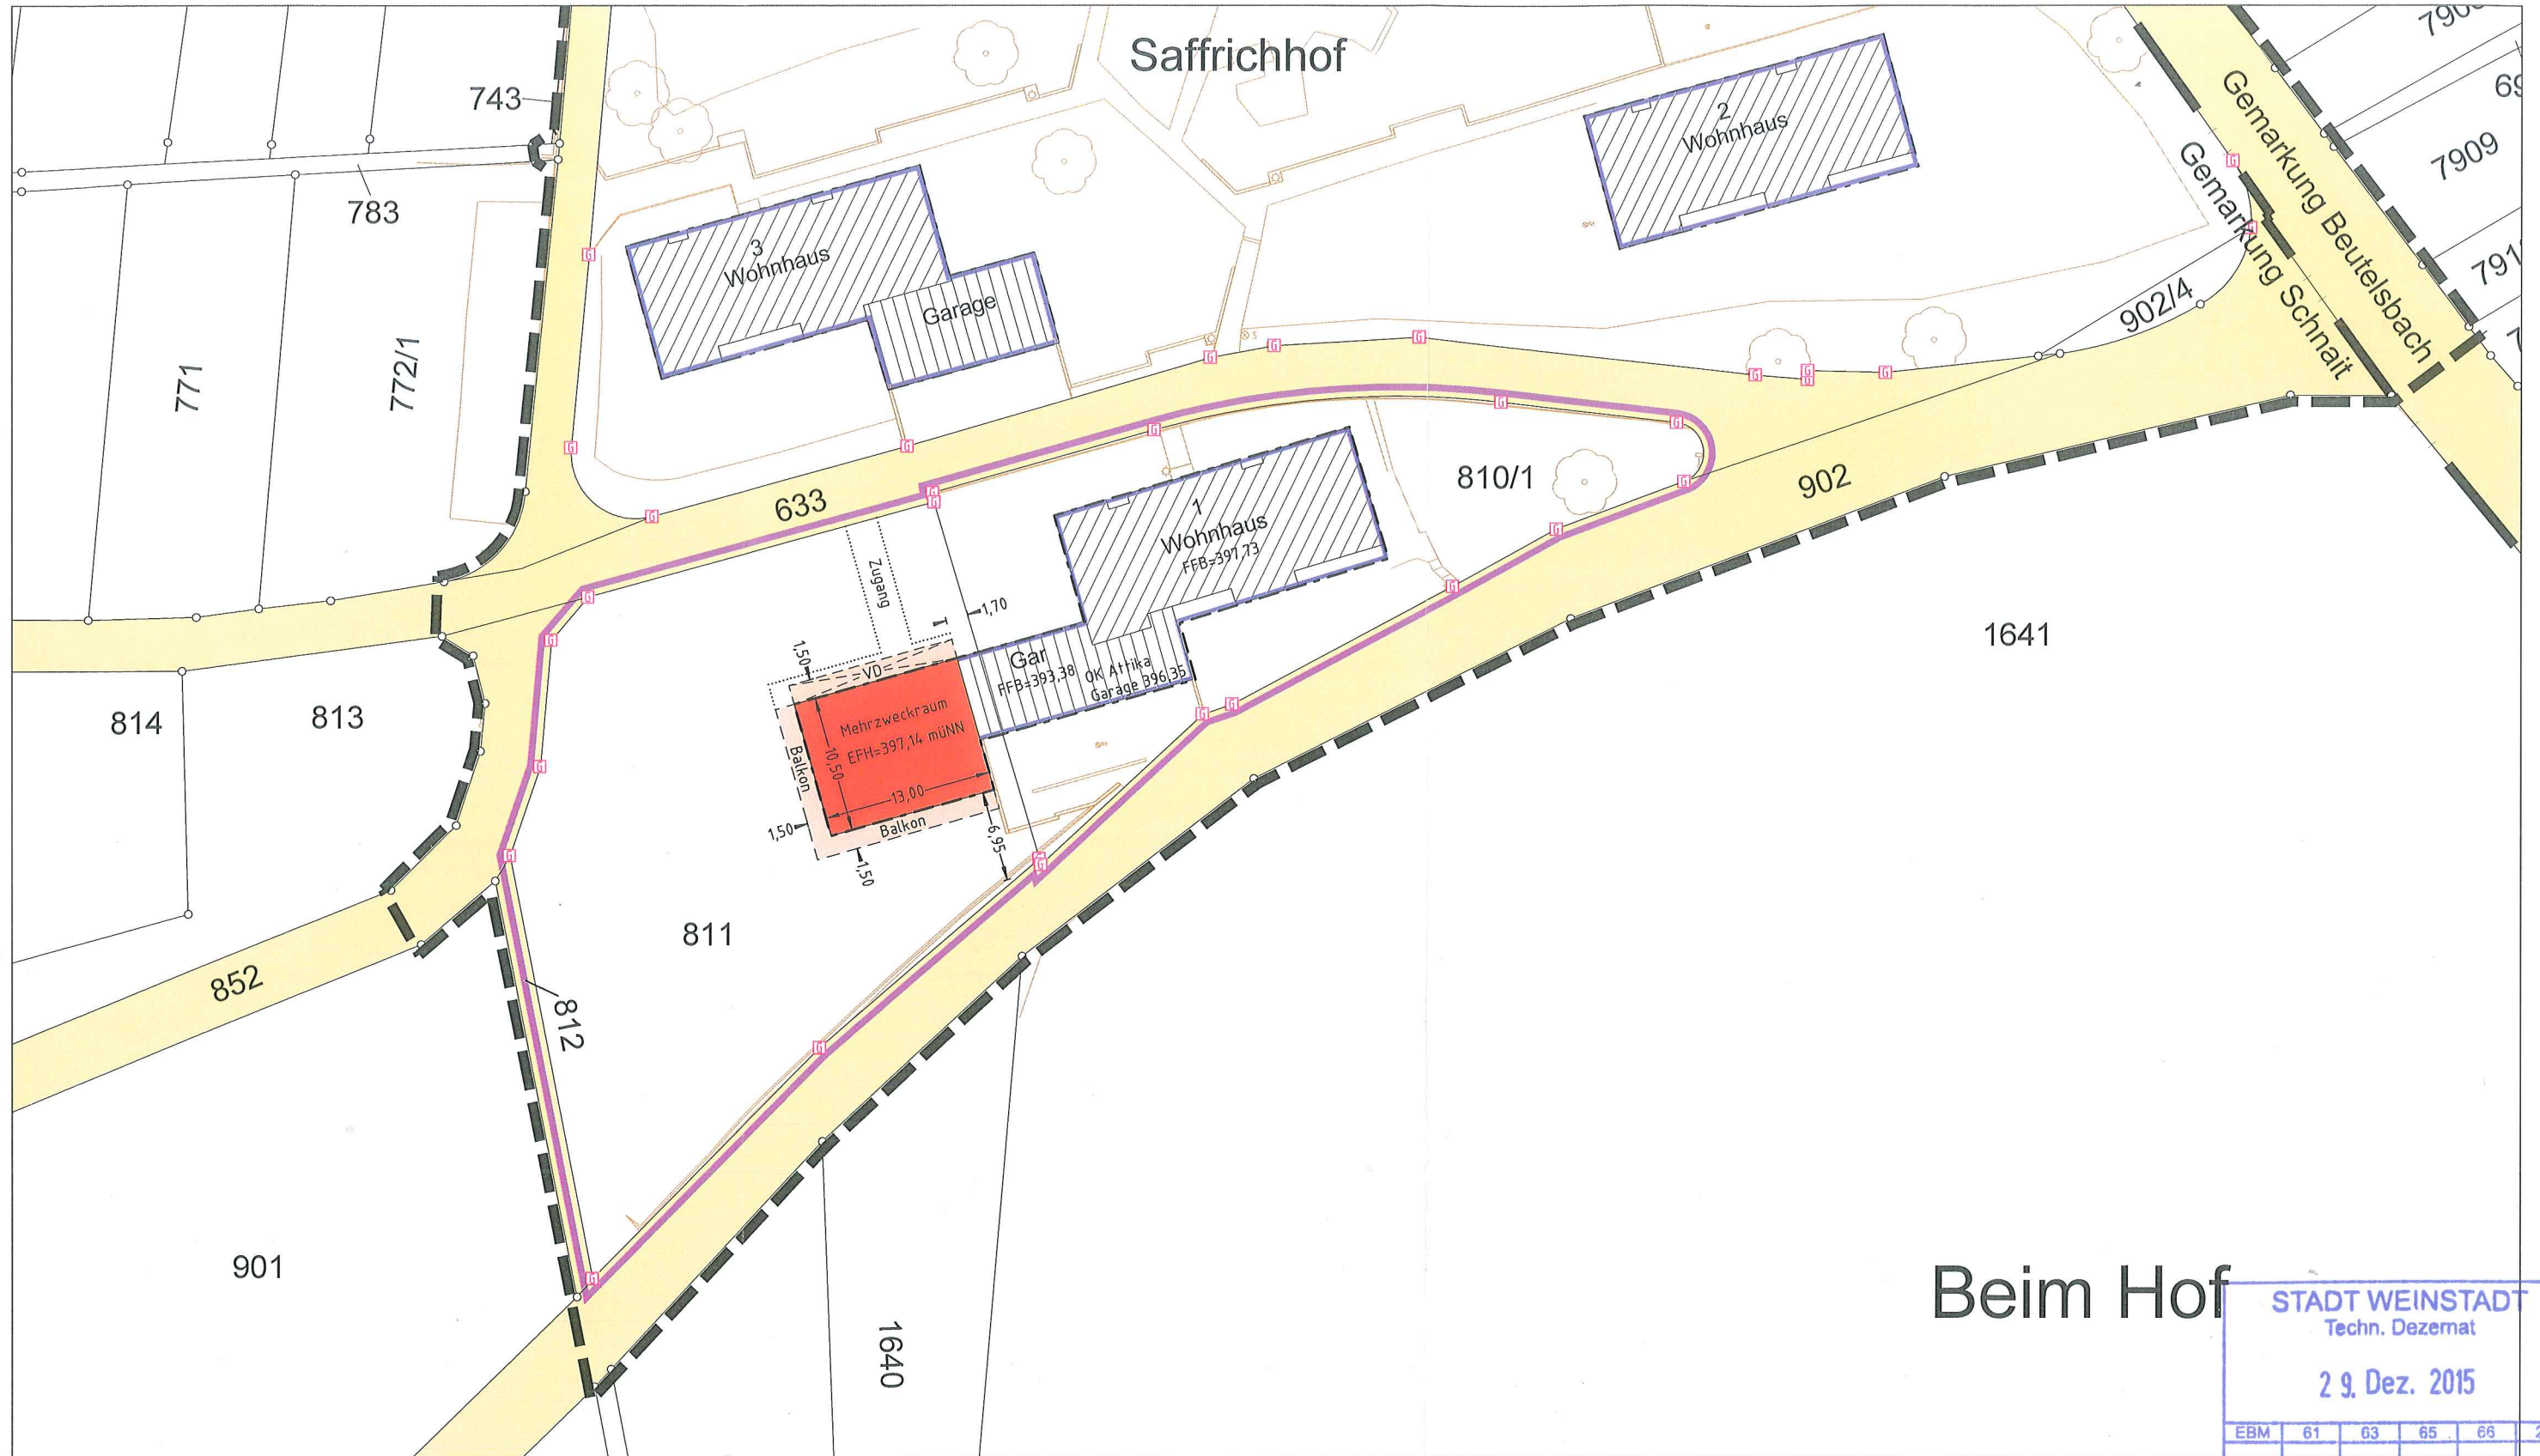 Saffrichhof
743
783
771
772/1
3
Wohnhaus
Garage
2
Wohnhaus
Gemarkung Beutelsbach
Gemarkung Schnait
7909
902/4
633
810/1
902
1
Wohnhaus
FFB=397,73
Zugang
1,70
1,50
VD
Gar
FFB=393,38
OK Attika
Garage 396,35
Mehrzweckraum
EFH=397,14 müNN
10,50
13,00
Balkon
Balkon
1,50
1,50
6,95
1641
814
813
811
852
812
901
1640
Beim Hof
STADT WEINSTADT
Techn. Dezernat
29. Dez. 2015
EBM 61 63 65 66